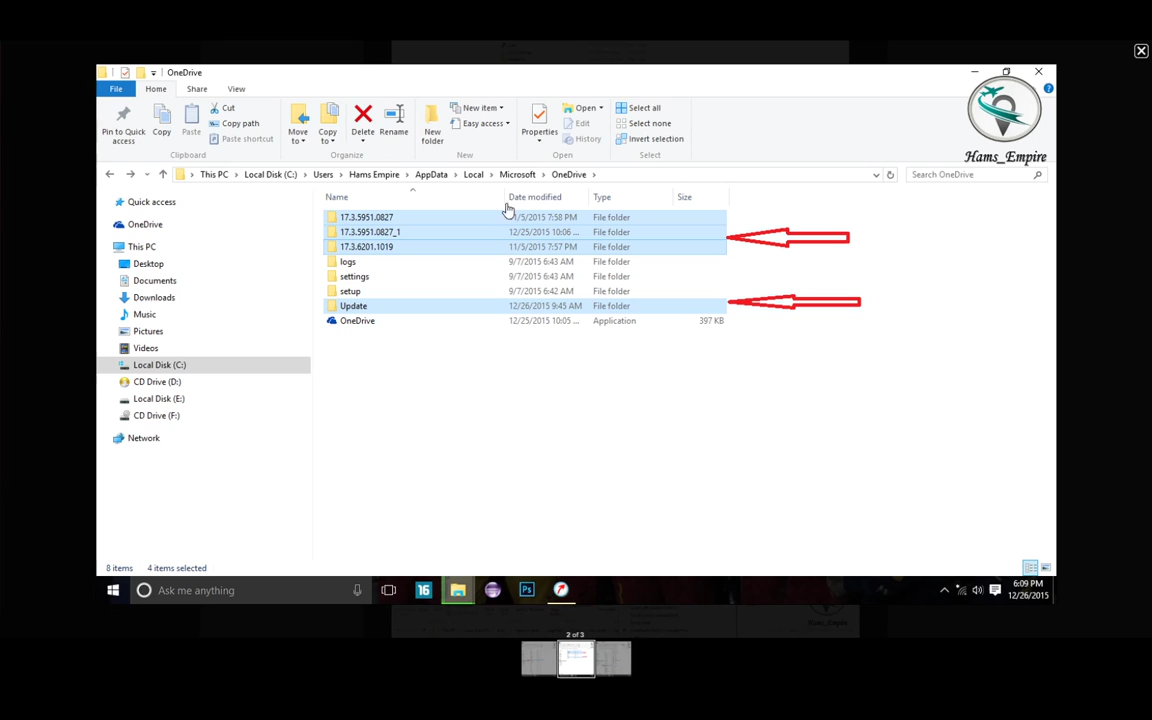 OneDrive
File Home Share View
Pin to Quick access
Copy
Paste
Cut
Copy path
Paste shortcut
Clipboard
Move to
Copy to
Delete
Rename
Organize
New folder
New item
Easy access
New
Properties
Open
Edit
History
Open
Select all
Select none
Invert selection
Select
Hams_Empire
This PC > Local Disk (C:) > Users > Hams Empire > AppData > Local > Microsoft > OneDrive >
Search OneDrive
Quick access
OneDrive
This PC
Desktop
Documents
Downloads
Music
Pictures
Videos
Local Disk (C:)
CD Drive (D:)
Local Disk (E:)
CD Drive (F:)
Network
Name Date modified Type Size
17.3.5951.0827 11/5/2015 7:58 PM File folder
17.3.5951.0827_1 12/25/2015 10:06 ... File folder
17.3.6201.1019 11/5/2015 7:57 PM File folder
logs 9/7/2015 6:43 AM File folder
settings 9/7/2015 6:43 AM File folder
setup 9/7/2015 6:42 AM File folder
Update 12/26/2015 9:45 AM File folder
OneDrive 12/25/2015 10:05 ... Application 397 KB
8 items 4 items selected
Ask me anything
16
Ps
6:09 PM
12/26/2015
Hams_Empire
2 of 3